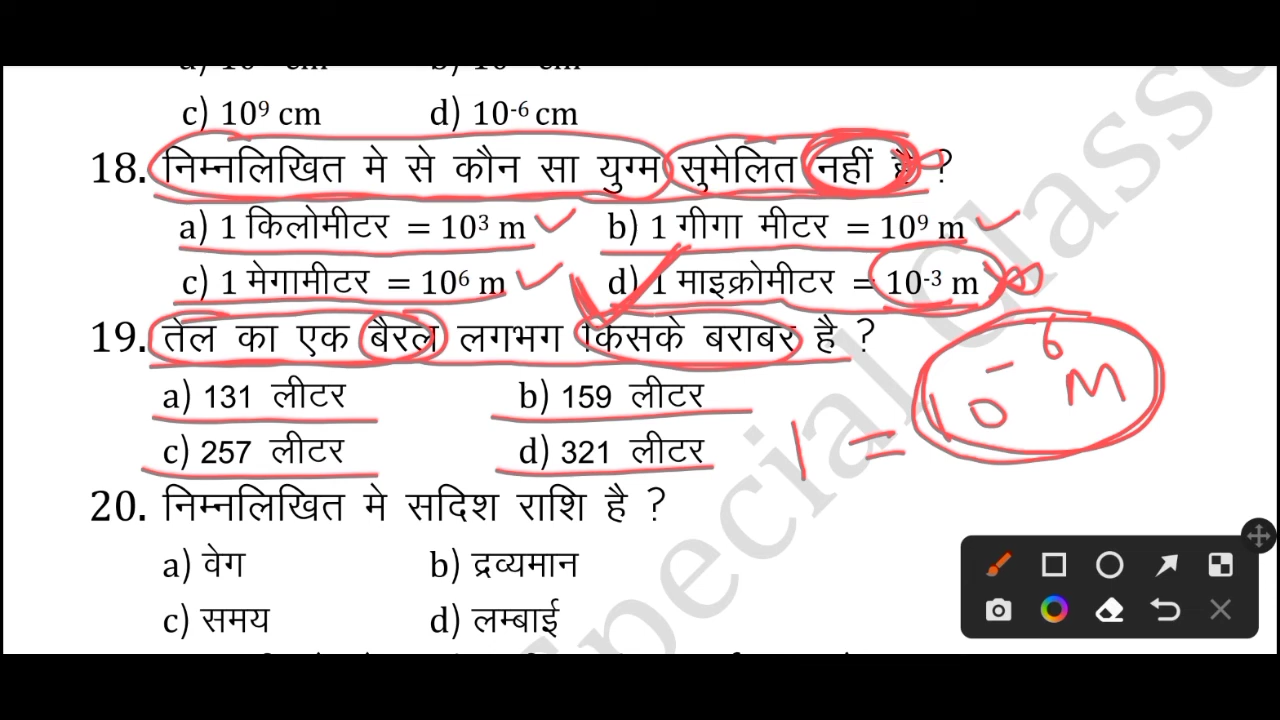 c) 10⁹ cm d) 10⁻⁶ cm
18. निम्नलिखित मे से कौन सा युग्म सुमेलित नहीं है ?
a) 1 किलोमीटर = 10³ m b) 1 गीगा मीटर = 10⁹ m
c) 1 मेगामीटर = 10⁶ m d) 1 माइक्रोमीटर = 10⁻³ m
19. तेल का एक बैरल लगभग किसके बराबर है ?
a) 131 लीटर b) 159 लीटर
1 = 10⁻⁶ M
c) 257 लीटर d) 321 लीटर
20. निम्नलिखित मे सदिश राशि है ?
a) वेग b) द्रव्यमान
c) समय d) लम्बाई
Special Classe